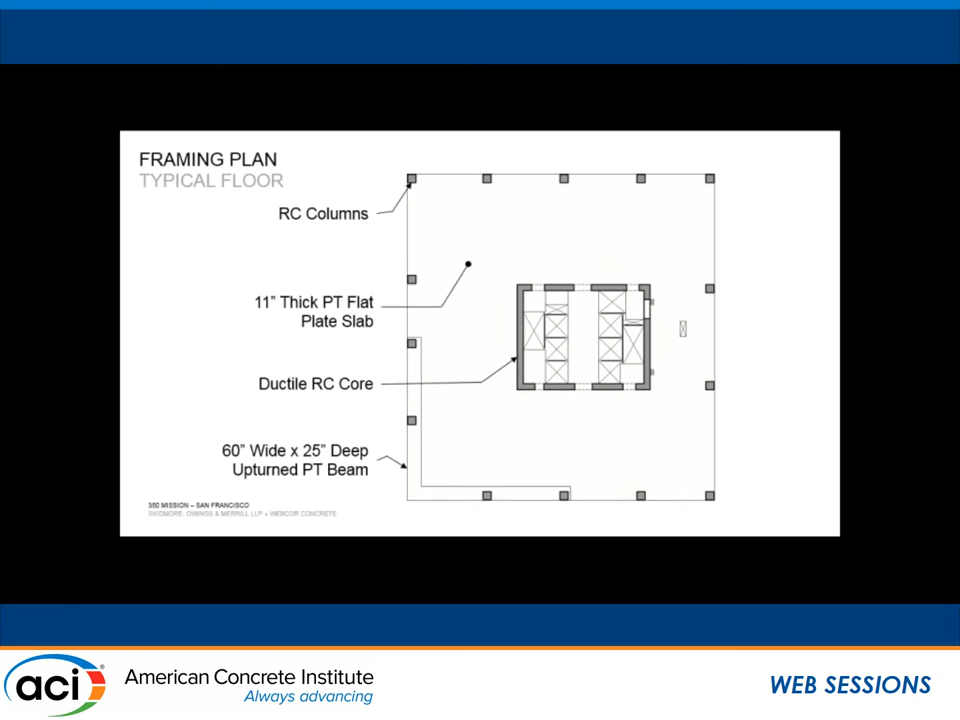 FRAMING PLAN
TYPICAL FLOOR
RC Columns
11” Thick PT Flat
Plate Slab
Ductile RC Core
60” Wide x 25” Deep
Upturned PT Beam
350 MISSION – SAN FRANCISCO
SKIDMORE, OWINGS & MERRILL LLP + WEBCOR CONCRETE
aci®
American Concrete Institute
Always advancing
WEB SESSIONS